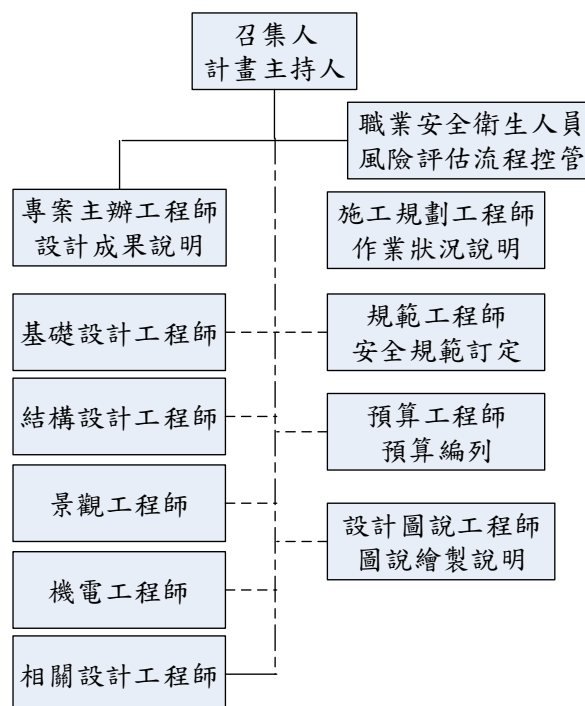 召集人
計畫主持人
職業安全衛生人員
風險評估流程控管
專案主辦工程師
設計成果說明
施工規劃工程師
作業狀況說明
基礎設計工程師
規範工程師
安全規範訂定
結構設計工程師
預算工程師
預算編列
景觀工程師
設計圖說工程師
圖說繪製說明
機電工程師
相關設計工程師